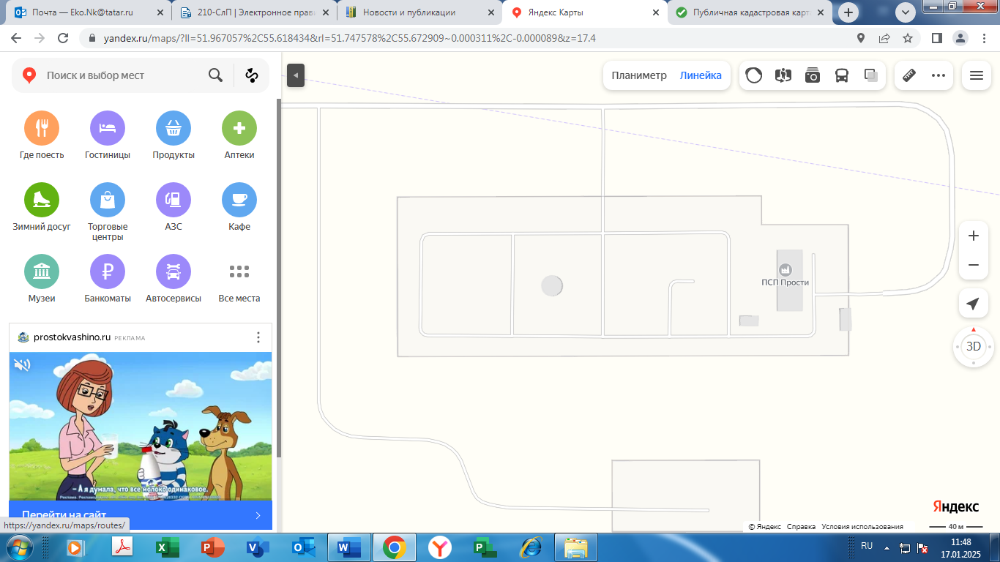 Почта — Eko.Nk@tatar.ru
210-СлП | Электронное прави
Новости и публикации
Яндекс Карты
Публичная кадастровая карта
yandex.ru/maps/?ll=51.967057%2C55.618434&rl=51.747578%2C55.672909~0.000311%2C-0.000089&z=17.4
Поиск и выбор мест
Планиметр
Линейка
Где поесть
Гостиницы
Продукты
Аптеки
Зимний досуг
Торговые
центры
АЗС
Кафе
Музеи
Банкоматы
Автосервисы
Все места
ПСП Прости
3D
prostokvashino.ru РЕКЛАМА
– А я думала, что все молоко одинаковое.
Перейти на сайт
https://yandex.ru/maps/routes/
Яндекс
© Яндекс Справка Условия использования
40 м
RU
11:48
17.01.2025